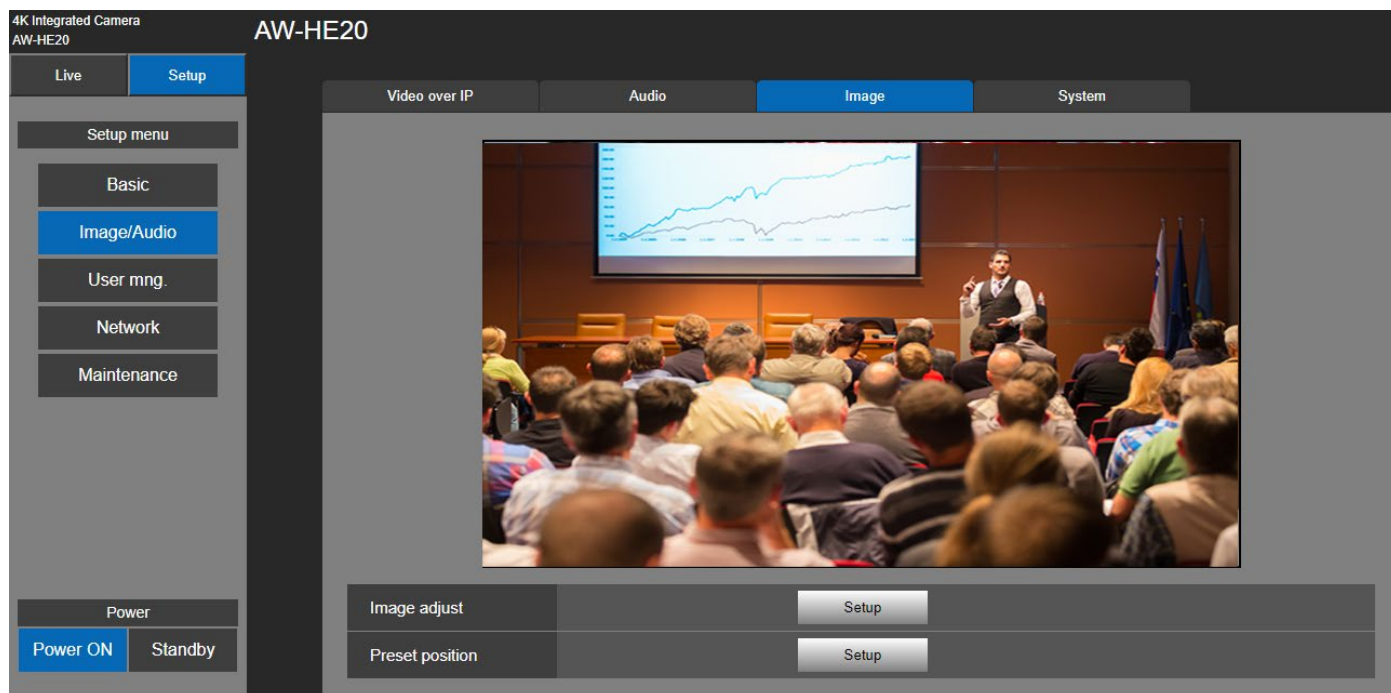 4K Integrated Camera
AW-HE20
AW-HE20
Live
Setup
Setup menu
Basic
Image/Audio
User mng.
Network
Maintenance
Power
Power ON
Standby
Video over IP
Audio
Image
System
Image adjust
Setup
Preset position
Setup